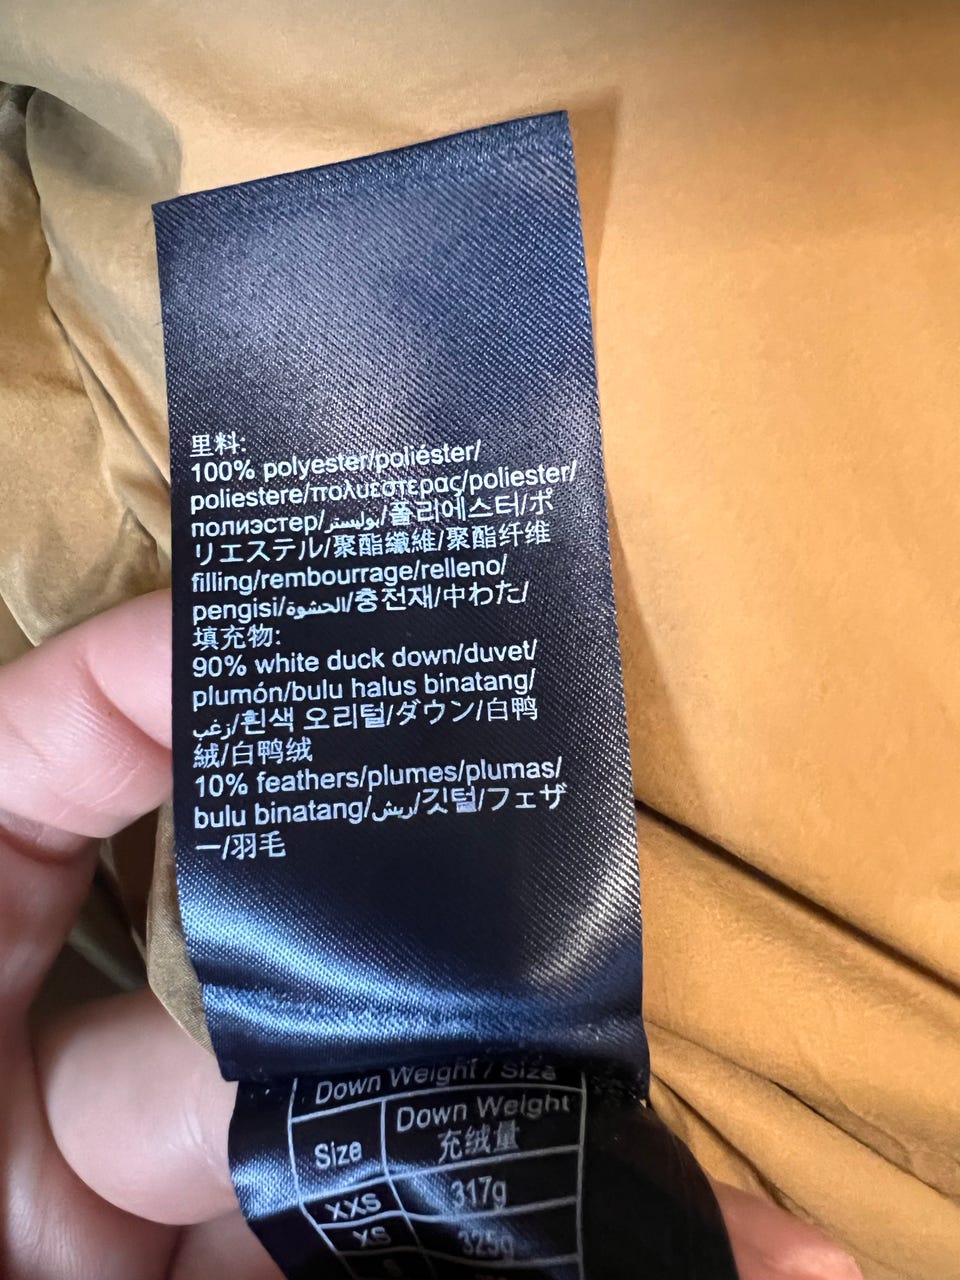 里料:
100% polyester/poliéster/
poliestere/πολυεστερας/poliester/
полиэстер/بوليستر/폴리에스터/ポ
リエステル/聚酯纖維/聚酯纤维
filling/rembourrage/relleno/
pengisi/الحشوة/충전재/中わた/
填充物:
90% white duck down/duvet/
plumón/bulu halus binatang/
زغب/흰색 오리털/ダウン/白鸭
絨/白鸭绒
10% feathers/plumes/plumas/
bulu binatang/ريش/깃털/フェザ
ー/羽毛
Down Weight / Size
Size Down Weight
充绒量
XXS 317g
XS 325g